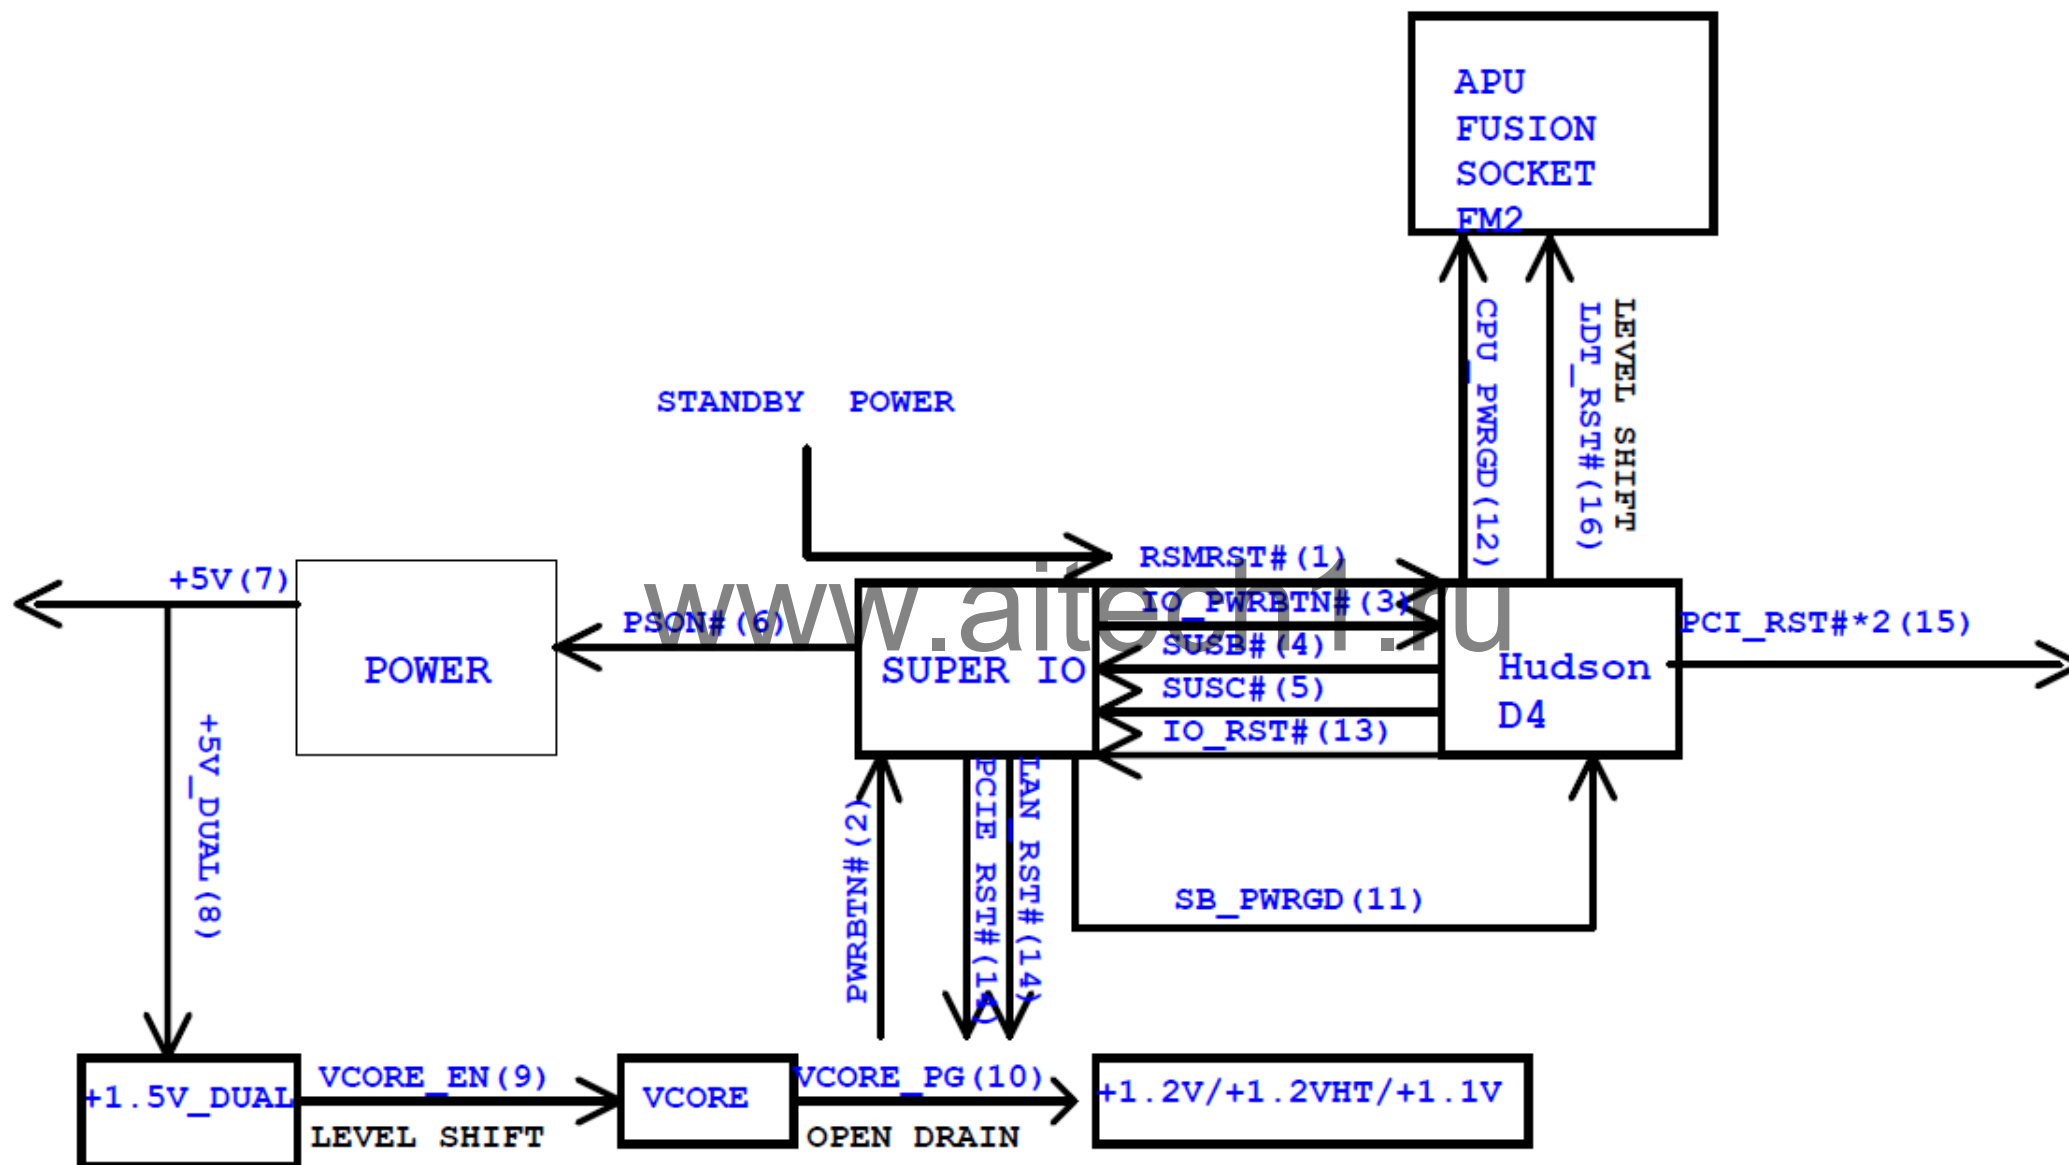 APU
FUSION
SOCKET
FM2
CPU_PWRGD(12)
LDT_RST#(16)
LEVEL SHIFT
STANDBY POWER
RSMRST#(1)
+5V(7)
IO_PWRBTN#(3)
PSON#(6)
www.aitech1.ru
PCI_RST#*2(15)
SUSB#(4)
POWER
SUPER IO
SUSC#(5)
Hudson
D4
IO_RST#(13)
+5V_DUAL(8)
PWRBTN#(2)
PCIE_RST#(14)
LAN_RST#(14)
SB_PWRGD(11)
+1.5V_DUAL
VCORE_EN(9)
LEVEL SHIFT
VCORE
VCORE_PG(10)
OPEN DRAIN
+1.2V/+1.2VHT/+1.1V